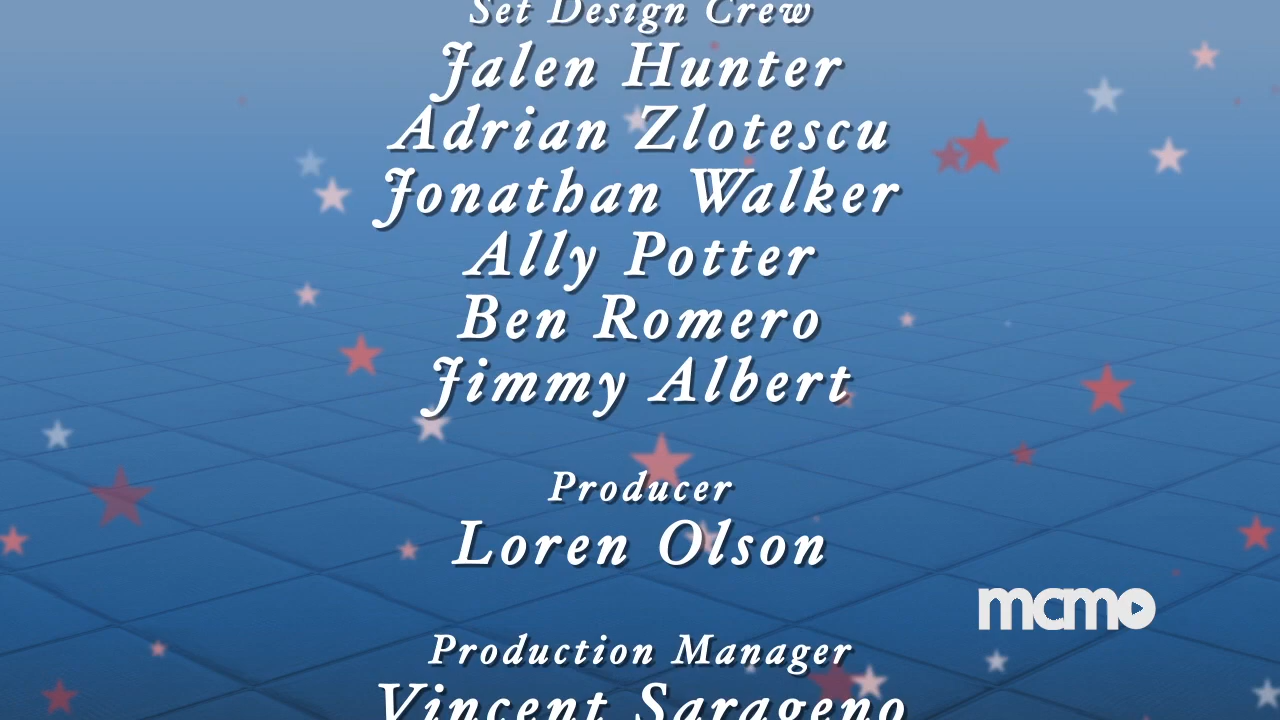 Set Design Crew
Jalen Hunter
Adrian Zlotescu
Jonathan Walker
Ally Potter
Ben Romero
Jimmy Albert
Producer
Loren Olson
mcmo
Production Manager
Vincent Sarageno